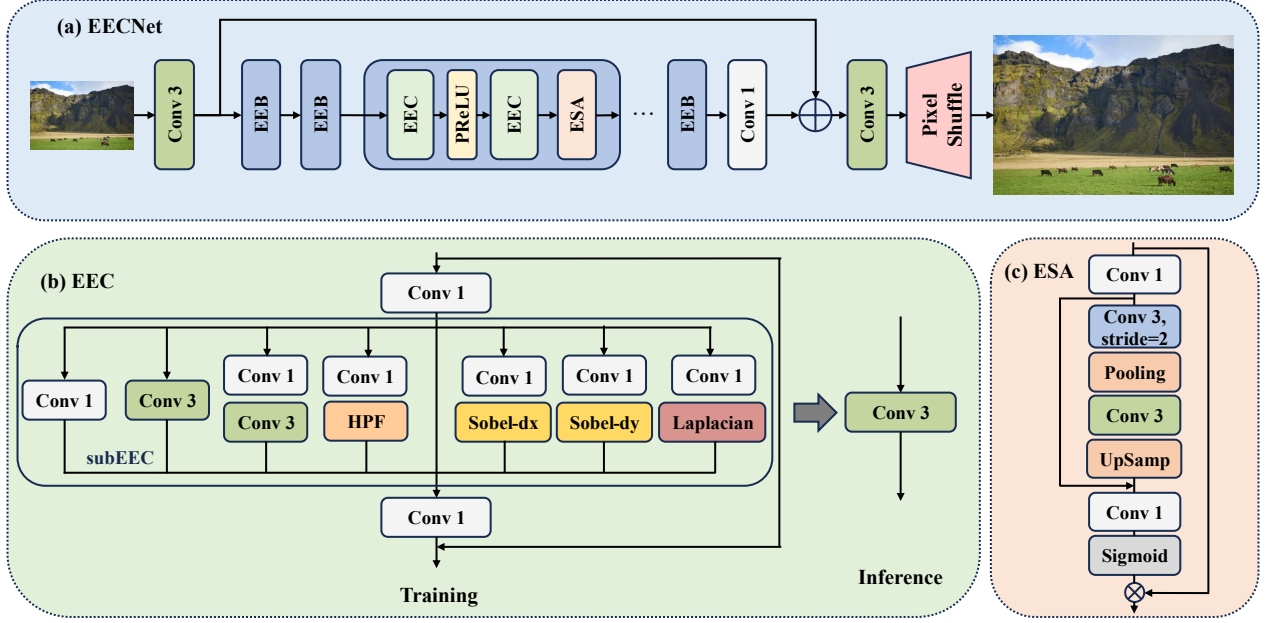 (a) EECNet
Conv 3
EEB
EEB
EEC
PReLU
EEC
ESA
...
EEB
Conv 1
Conv 3
Pixel
Shuffle
(b) EEC
Conv 1
Conv 1
Conv 3
Conv 1
Conv 3
Conv 1
HPF
Conv 1
Sobel-dx
Conv 1
Sobel-dy
Conv 1
Laplacian
subEEC
Conv 1
Training
Conv 3
Inference
(c) ESA
Conv 1
Conv 3,
stride=2
Pooling
Conv 3
UpSamp
Conv 1
Sigmoid